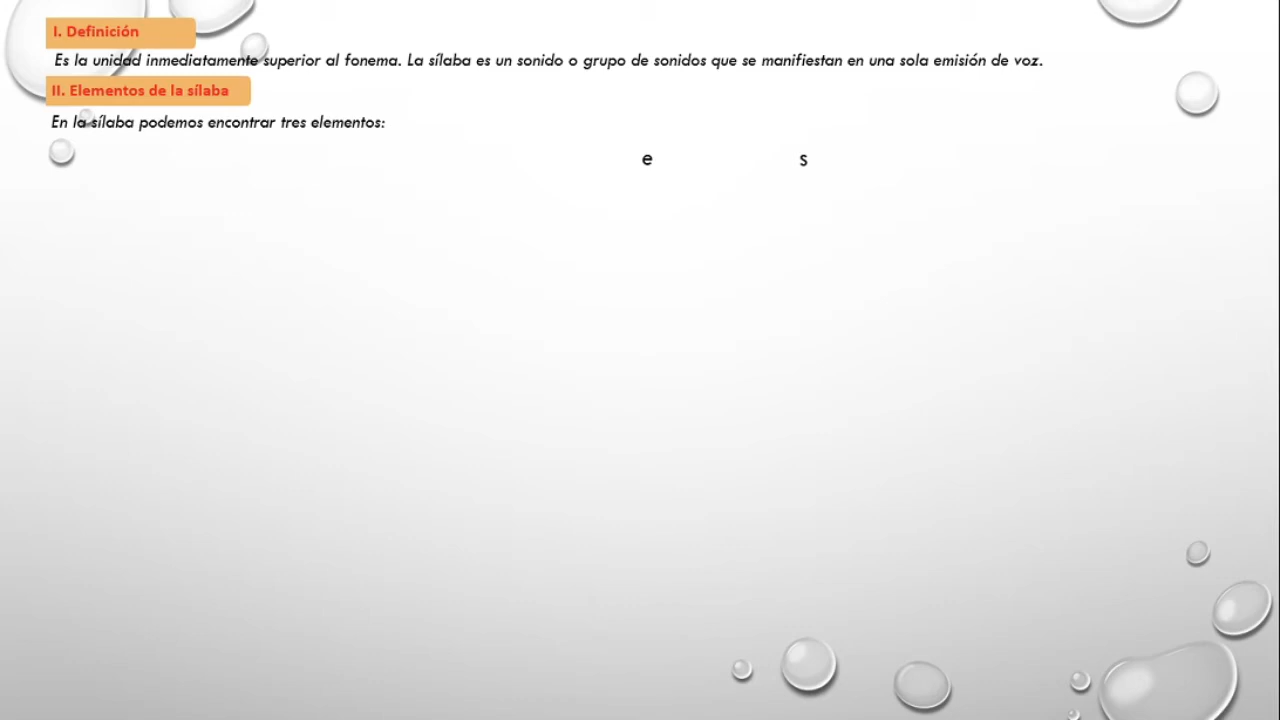 I. Definición
Es la unidad inmediatamente superior al fonema. La sílaba es un sonido o grupo de sonidos que se manifiestan en una sola emisión de voz.
II. Elementos de la sílaba
En la sílaba podemos encontrar tres elementos:
e s